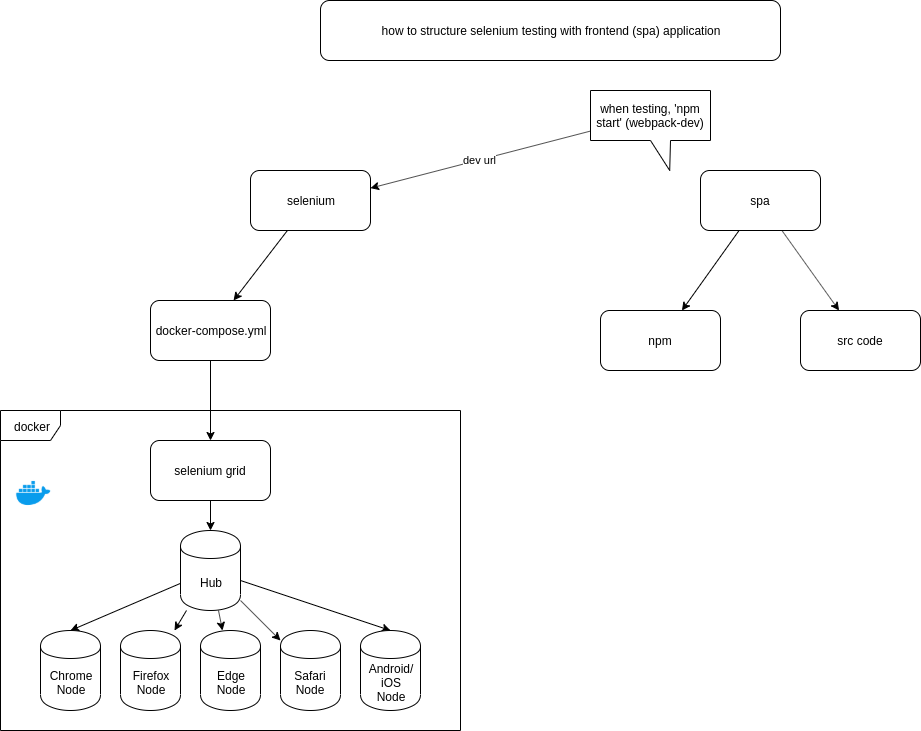 how to structure selenium testing with frontend (spa) application
when testing, 'npm
start' (webpack-dev)
dev url
selenium
spa
docker-compose.yml
npm
src code
docker
selenium grid
Hub
Chrome
Node
Firefox
Node
Edge
Node
Safari
Node
Android/
iOS
Node